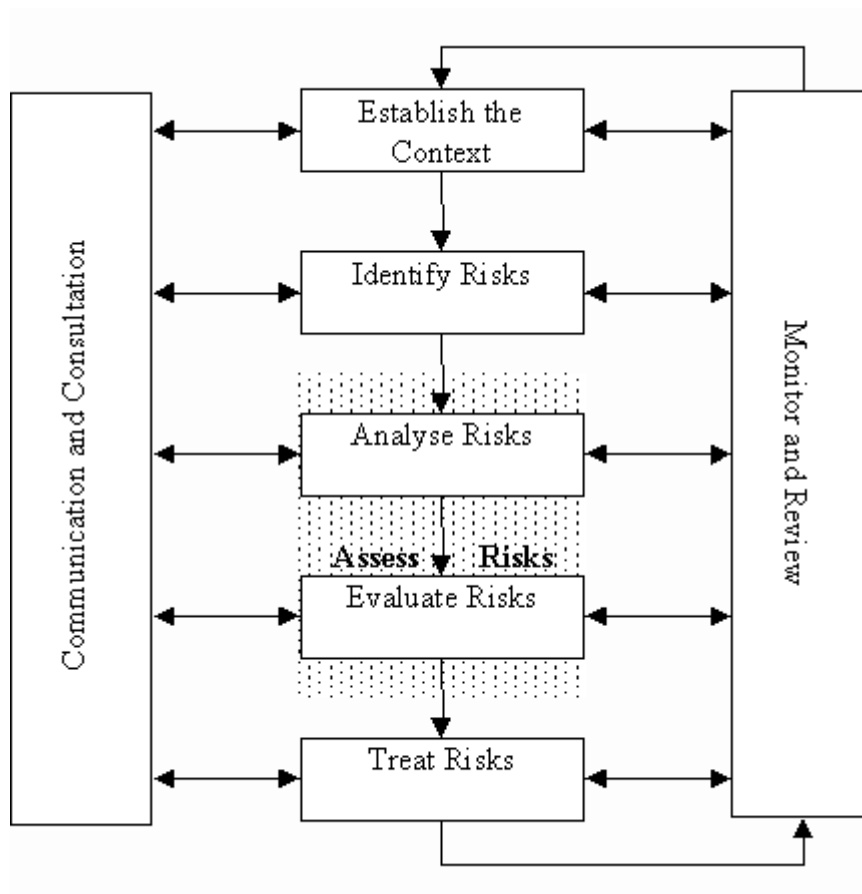 Establish the
Context
Communication and Consultation
Identify Risks
Monitor and Review
Analyse Risks
Assess Risks
Evaluate Risks
Treat Risks